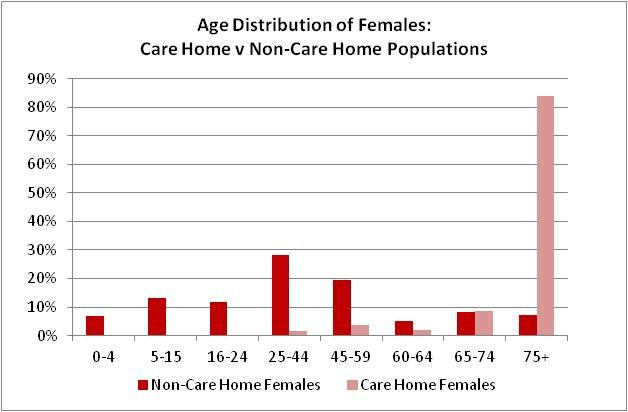 Age Distribution of Females:
Care Home v Non-Care Home Populations
90%
80%
70%
60%
50%
40%
30%
20%
10%
0%
0-4 5-15 16-24 25-44 45-59 60-64 65-74 75+
Non-Care Home Females Care Home Females